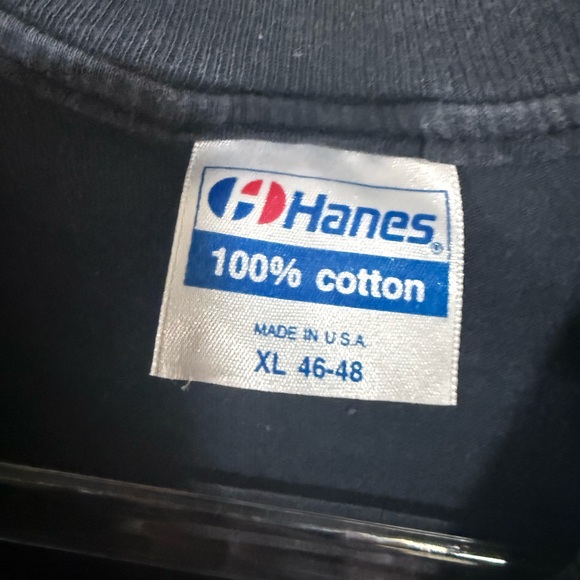 Hanes®
100% cotton
MADE IN U.S.A.
XL 46-48